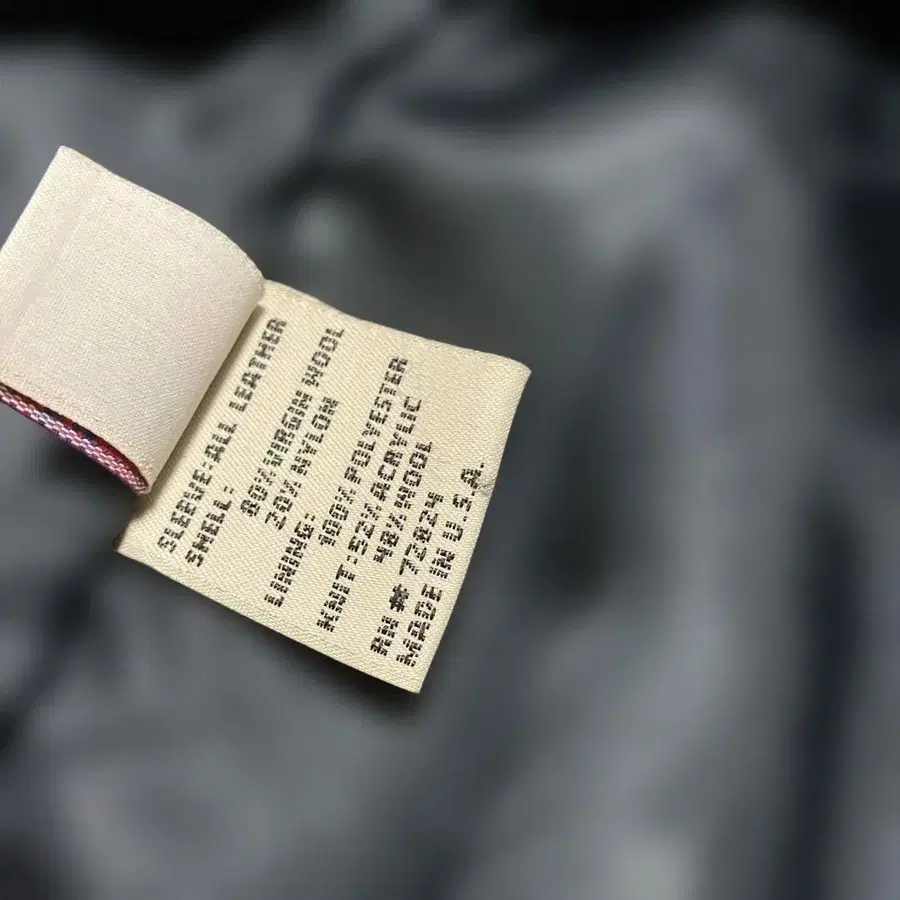 SLEEVE:ALL LEATHER
SHELL:
80% VIRGIN WOOL
20% NYLON
LINING:
100% POLYESTER
KNIT:52% ACRYLIC
48% WOOL
RN # 72824
MADE IN U.S.A.